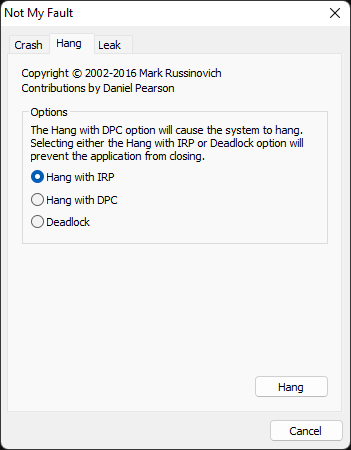 Not My Fault
Crash Hang Leak
Copyright © 2002-2016 Mark Russinovich
Contributions by Daniel Pearson
Options
The Hang with DPC option will cause the system to hang.
Selecting either the Hang with IRP or Deadlock option will
prevent the application from closing.
Hang with IRP
Hang with DPC
Deadlock
Hang
Cancel